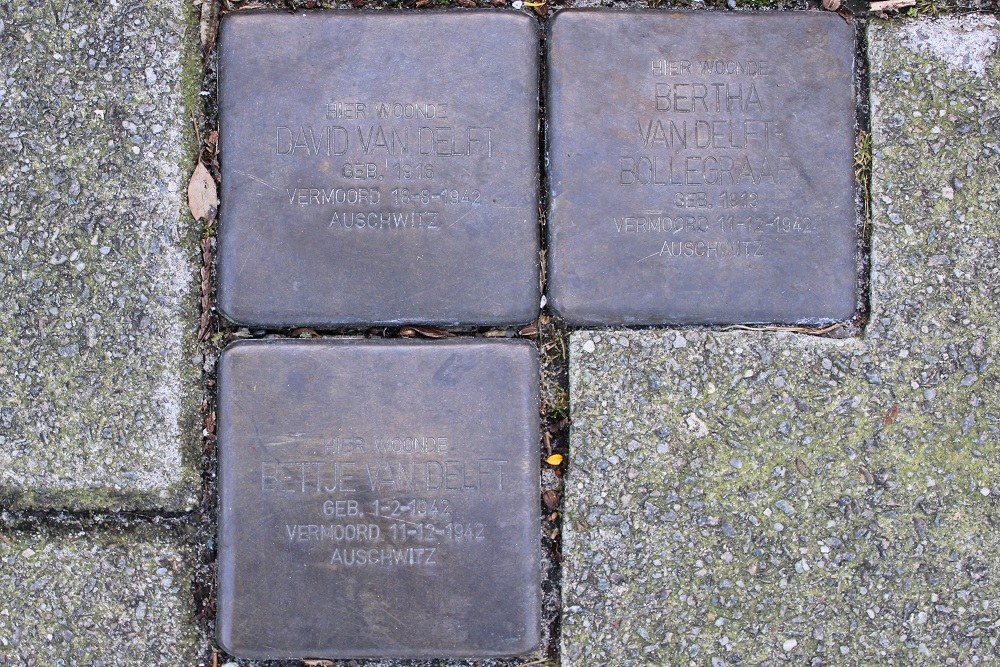 HIER WOONDE
DAVID VAN DELFT
GEB. 1916
VERMOORD 18-8-1942
AUSCHWITZ
HIER WOONDE
BERTHA
VAN DELFT-
BOLLEGRAAF
GEB. 1913
VERMOORD 11-12-1942
AUSCHWITZ
HIER WOONDE
BETTJE VAN DELFT
GEB. 1-2-1942
VERMOORD 11-12-1942
AUSCHWITZ